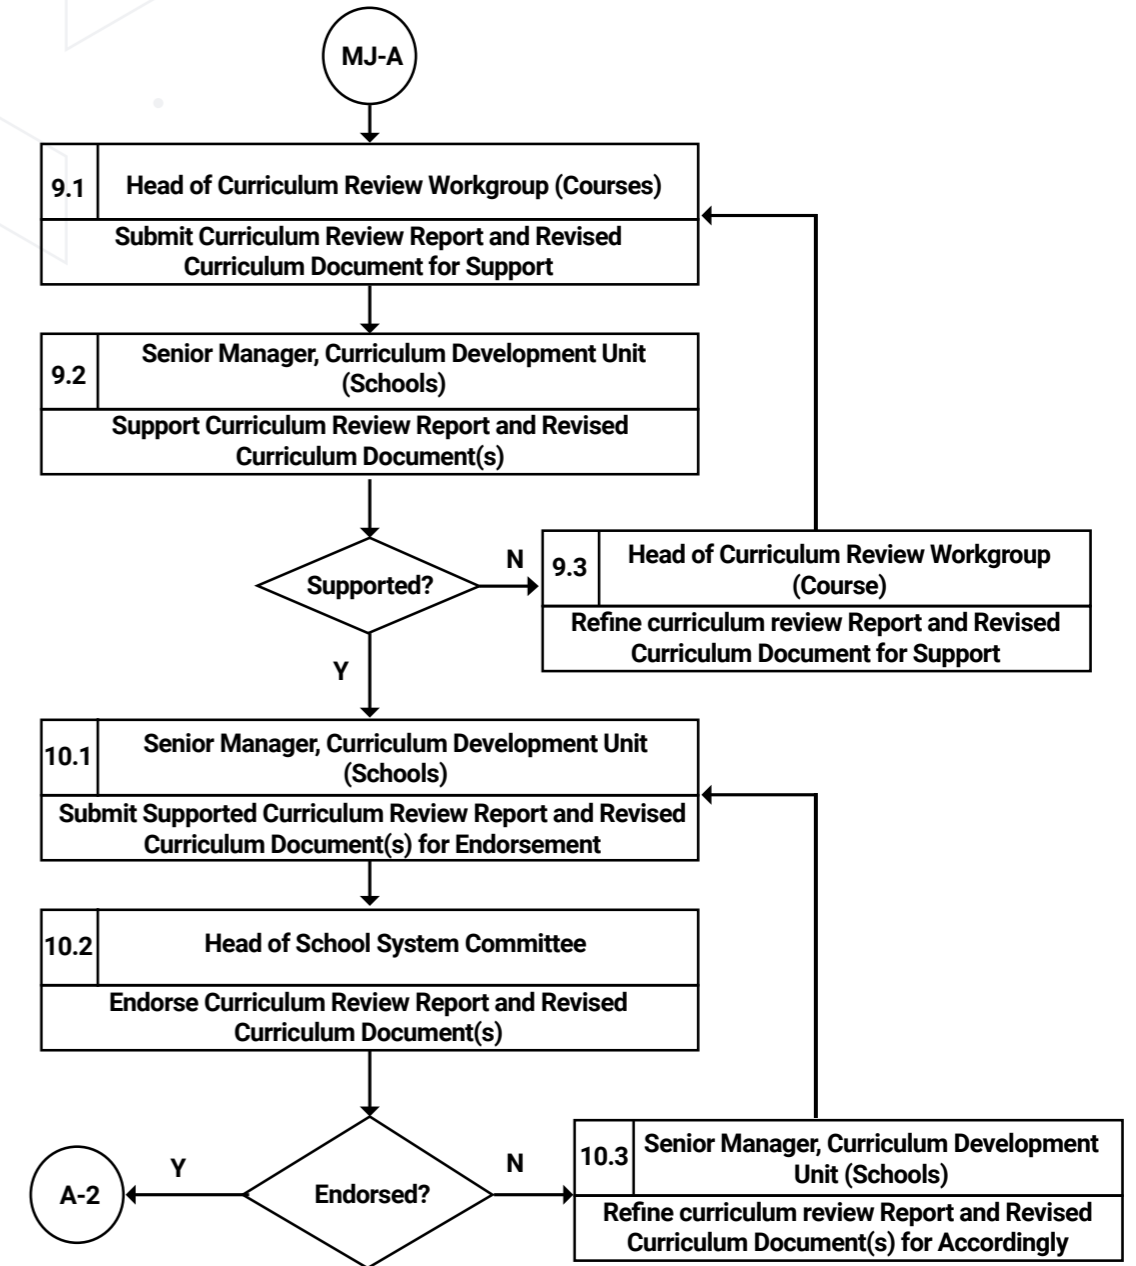 MJ-A
9.1
Head of Curriculum Review Workgroup (Courses)
Submit Curriculum Review Report and Revised
Curriculum Document for Support
9.2
Senior Manager, Curriculum Development Unit
(Schools)
Support Curriculum Review Report and Revised
Curriculum Document(s)
Supported?
N
9.3
Head of Curriculum Review Workgroup
(Course)
Refine curriculum review Report and Revised
Curriculum Document for Support
Y
10.1
Senior Manager, Curriculum Development Unit
(Schools)
Submit Supported Curriculum Review Report and Revised
Curriculum Document(s) for Endorsement
10.2
Head of School System Committee
Endorse Curriculum Review Report and Revised
Curriculum Document(s)
A-2
Y
Endorsed?
N
10.3
Senior Manager, Curriculum Development
Unit (Schools)
Refine curriculum review Report and Revised
Curriculum Document(s) for Accordingly